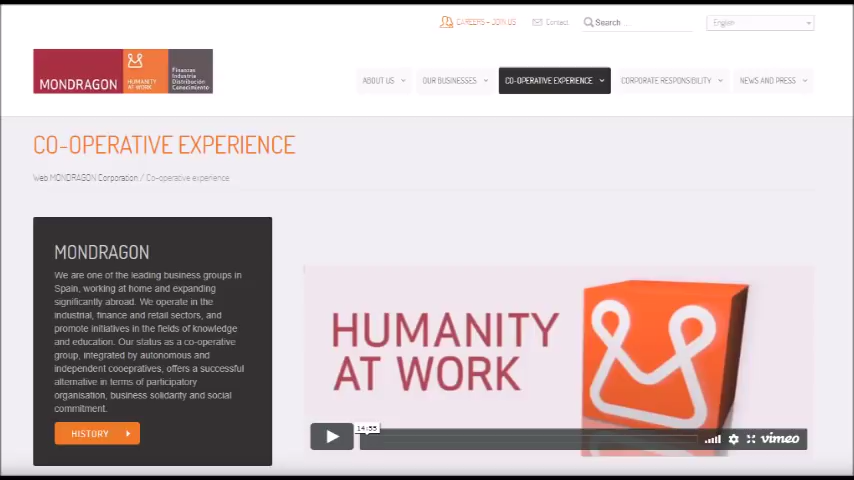 CAREERS - JOIN US
Contact
Search ...
English
MONDRAGON
HUMANITY
AT WORK
Finanzas
Industria
Distribución
Conocimiento
ABOUT US
OUR BUSINESSES
CO-OPERATIVE EXPERIENCE
CORPORATE RESPONSIBILITY
NEWS AND PRESS
CO-OPERATIVE EXPERIENCE
Web MONDRAGON Corporation / Co-operative experience
MONDRAGON
We are one of the leading business groups in
Spain, working at home and expanding
significantly abroad. We operate in the
industrial, finance and retail sectors, and
promote initiatives in the fields of knowledge
and education. Our status as a co-operative
group, integrated by autonomous and
independent cooepratives, offers a successful
alternative in terms of participatory
organisation, business solidarity and social
commitment.
HISTORY
HUMANITY
AT WORK
14:55
vimeo